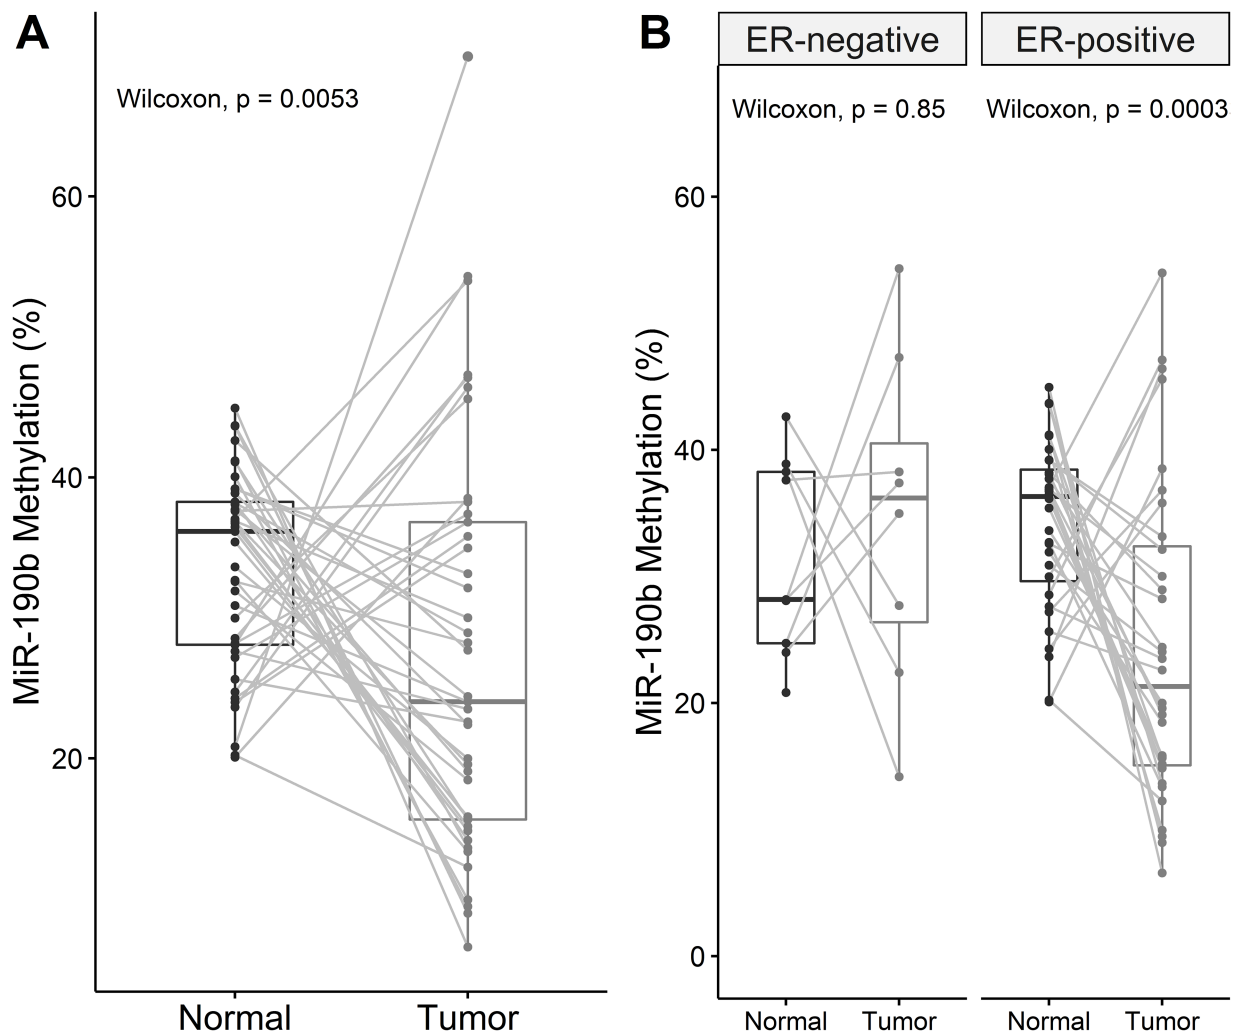 A
Wilcoxon, p = 0.0053
MiR-190b Methylation (%)
60
40
20
Normal Tumor
B
ER-negative ER-positive
Wilcoxon, p = 0.85 Wilcoxon, p = 0.0003
MiR-190b Methylation (%)
60
40
20
0
Normal Tumor Normal Tumor